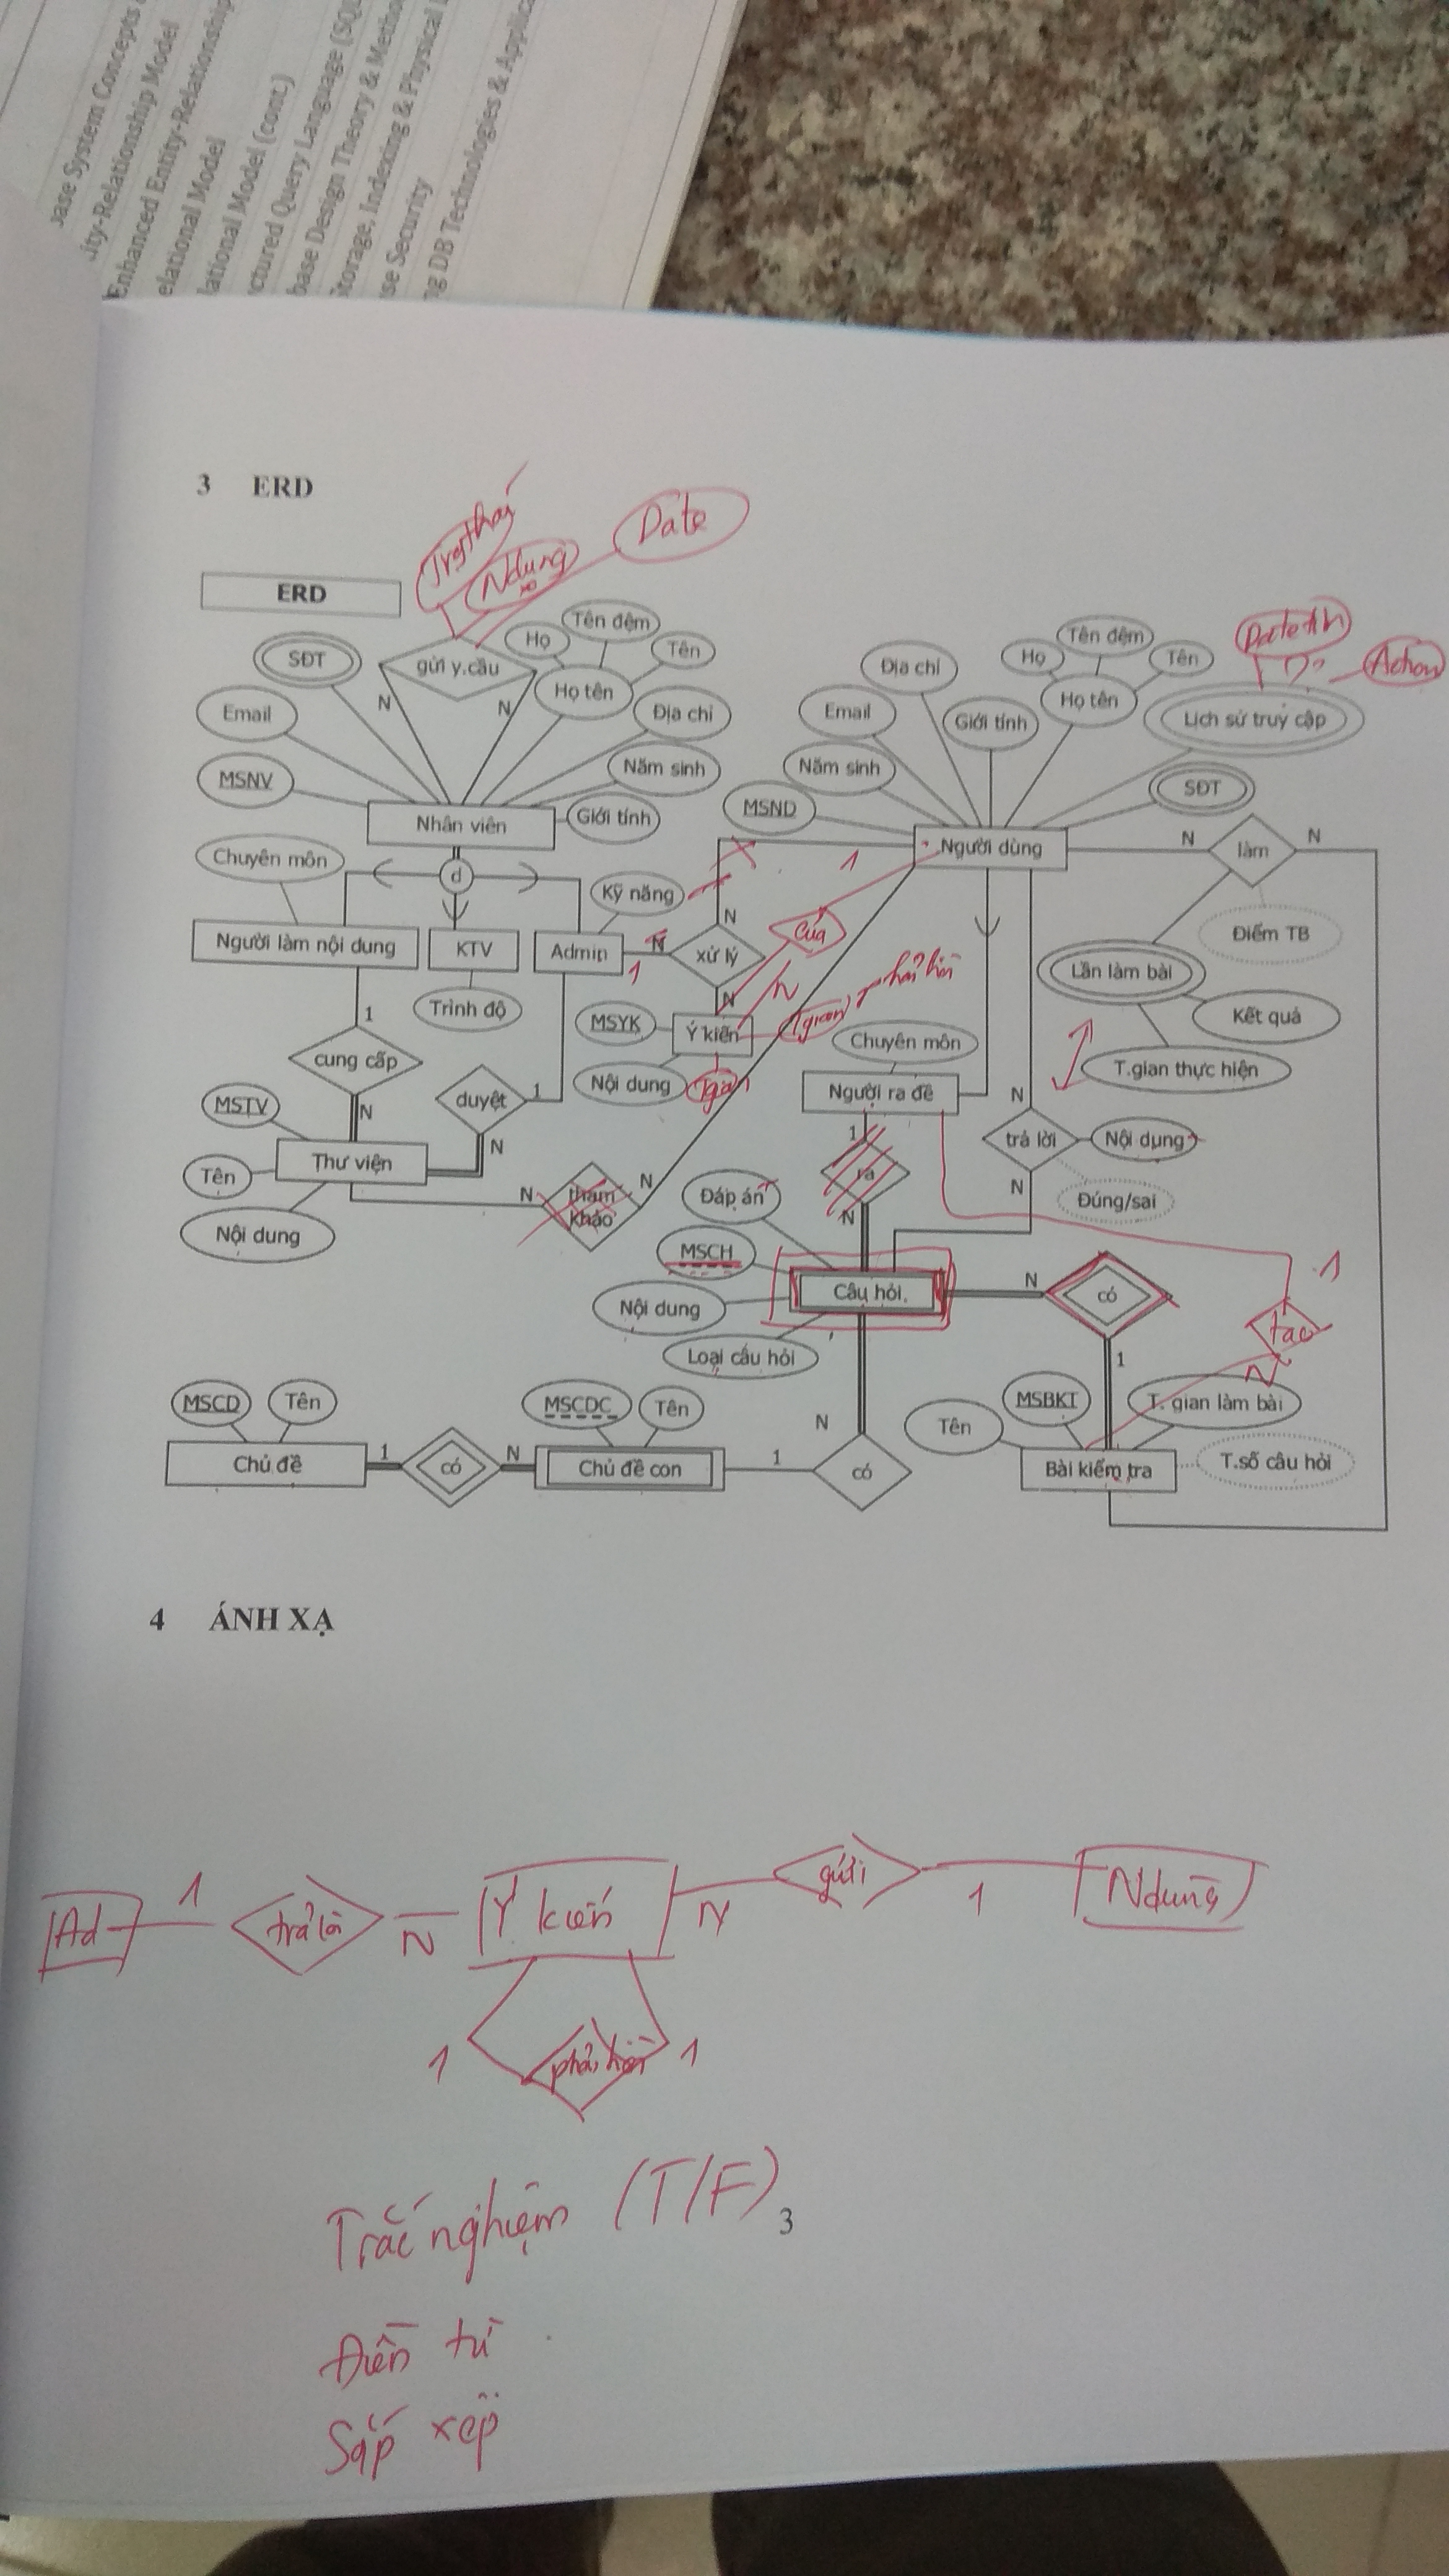 base System Concepts
ity-Relationship Model
Enhanced Entity-Relationship
elational Model
lational Model (cont.)
uctured Query Language (SQL
base Design Theory & Metho
Storage, Indexing & Physical
se Security
ng DB Technologies & Applica
3 ERD
Ndung
Date
ERD
SĐT
gửi y.cầu
Họ
Tên đệm
Tên
Họ tên
Email
N
N
Địa chỉ
MSNV
Năm sinh
Nhân viên
Giới tính
Địa chỉ
Họ
Tên đệm
Tên
Action
Email
Giới tính
Họ tên
Lịch sử truy cập
Năm sinh
SĐT
MSND
Người dùng
1
N
làm
N
Chuyên môn
d
Kỹ năng
N
của
Điểm TB
Người làm nội dung
KTV
Admin
N
1
xử lý
Lần làm bài
Trình độ
N
N
Kết quả
MSYK
Ý kiến
Tgian
phản hồi
Chuyên môn
T.gian thực hiện
1
cung cấp
Nội dung
Tgian
Người ra đề
N
MSTV
N
duyệt
1
1
trả lời
Nội dung
Thư viện
N
ra
Tên
N
tham khảo
N
Đáp án
N
N
Đúng/sai
Nội dung
MSCH
Câu hỏi
N
có
1
Nội dung
tạo
Loại câu hỏi
1
N
MSCD
Tên
MSCDC
Tên
N
Tên
MSBKT
T. gian làm bài
Chủ đề
1
có
N
Chủ đề con
1
có
Bài kiểm tra
T.số câu hỏi
4 ÁNH XẠ
Ad
1
trả lời
N
Ý kiến
N
gửi
1
Ndung
1
phản hồi
1
Trắc nghiệm (T/F)
3
Điền từ
Sắp xếp